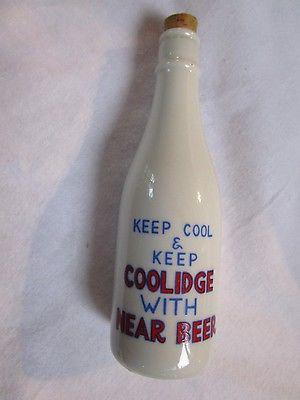 KEEP COOL
&
KEEP
COOLIDGE
WITH
NEAR BEER